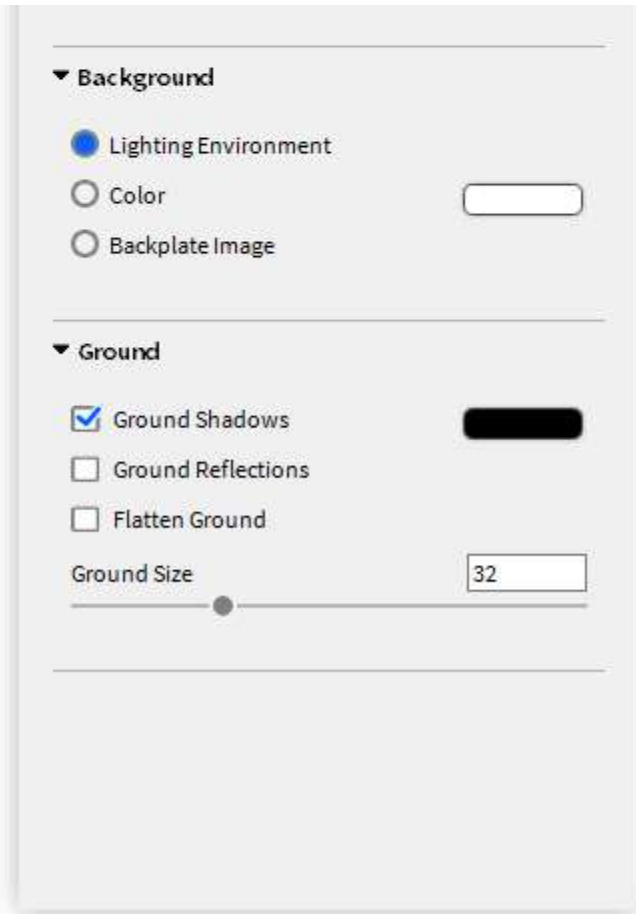 Background
Lighting Environment
Color
Backplate Image
Ground
Ground Shadows
Ground Reflections
Flatten Ground
Ground Size 32